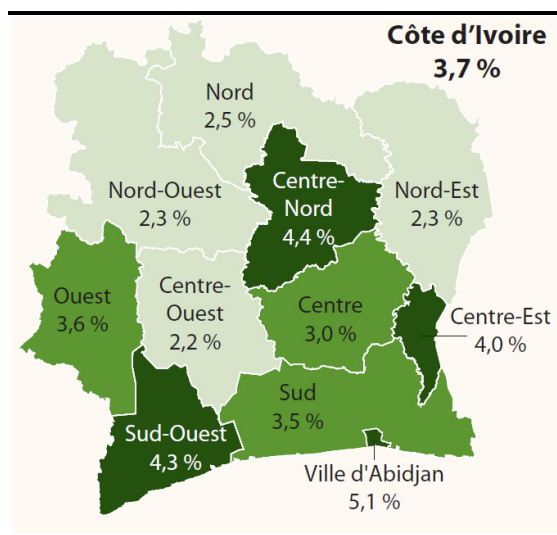 Côte d'Ivoire
3,7 %
Nord
2,5 %
Centre-
Nord
4,4 %
Nord-Ouest
2,3 %
Nord-Est
2,3 %
Ouest
3,6 %
Centre-
Ouest
2,2 %
Centre
3,0 %
Centre-Est
4,0 %
Sud
3,5 %
Sud-Ouest
4,3 %
Ville d'Abidjan
5,1 %